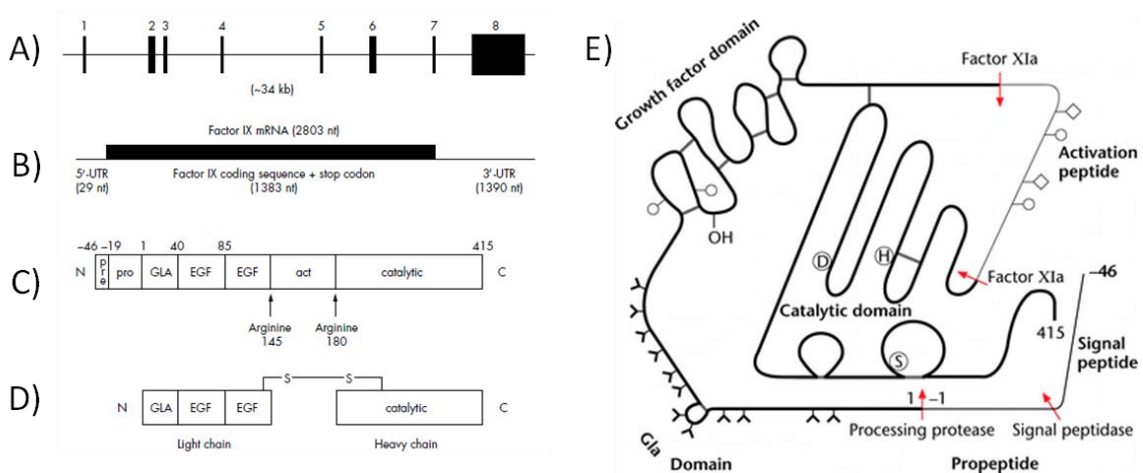 A)
1 2 3 4 5 6 7 8
(~34 kb)
B)
Factor IX mRNA (2803 nt)
5'-UTR
(29 nt)
Factor IX coding sequence + stop codon
(1383 nt)
3'-UTR
(1390 nt)
C)
−46 −19 1 40 85 415
N pre pro GLA EGF EGF act catalytic C
Arginine
145
Arginine
180
D)
S S
N GLA EGF EGF catalytic C
Light chain Heavy chain
E)
Growth factor domain
Factor XIa
Activation
peptide
OH
D
H
Factor XIa
Catalytic domain
−46
415
S
Signal
peptide
1 −1
Processing protease
Signal peptidase
Gla
Domain
Propeptide